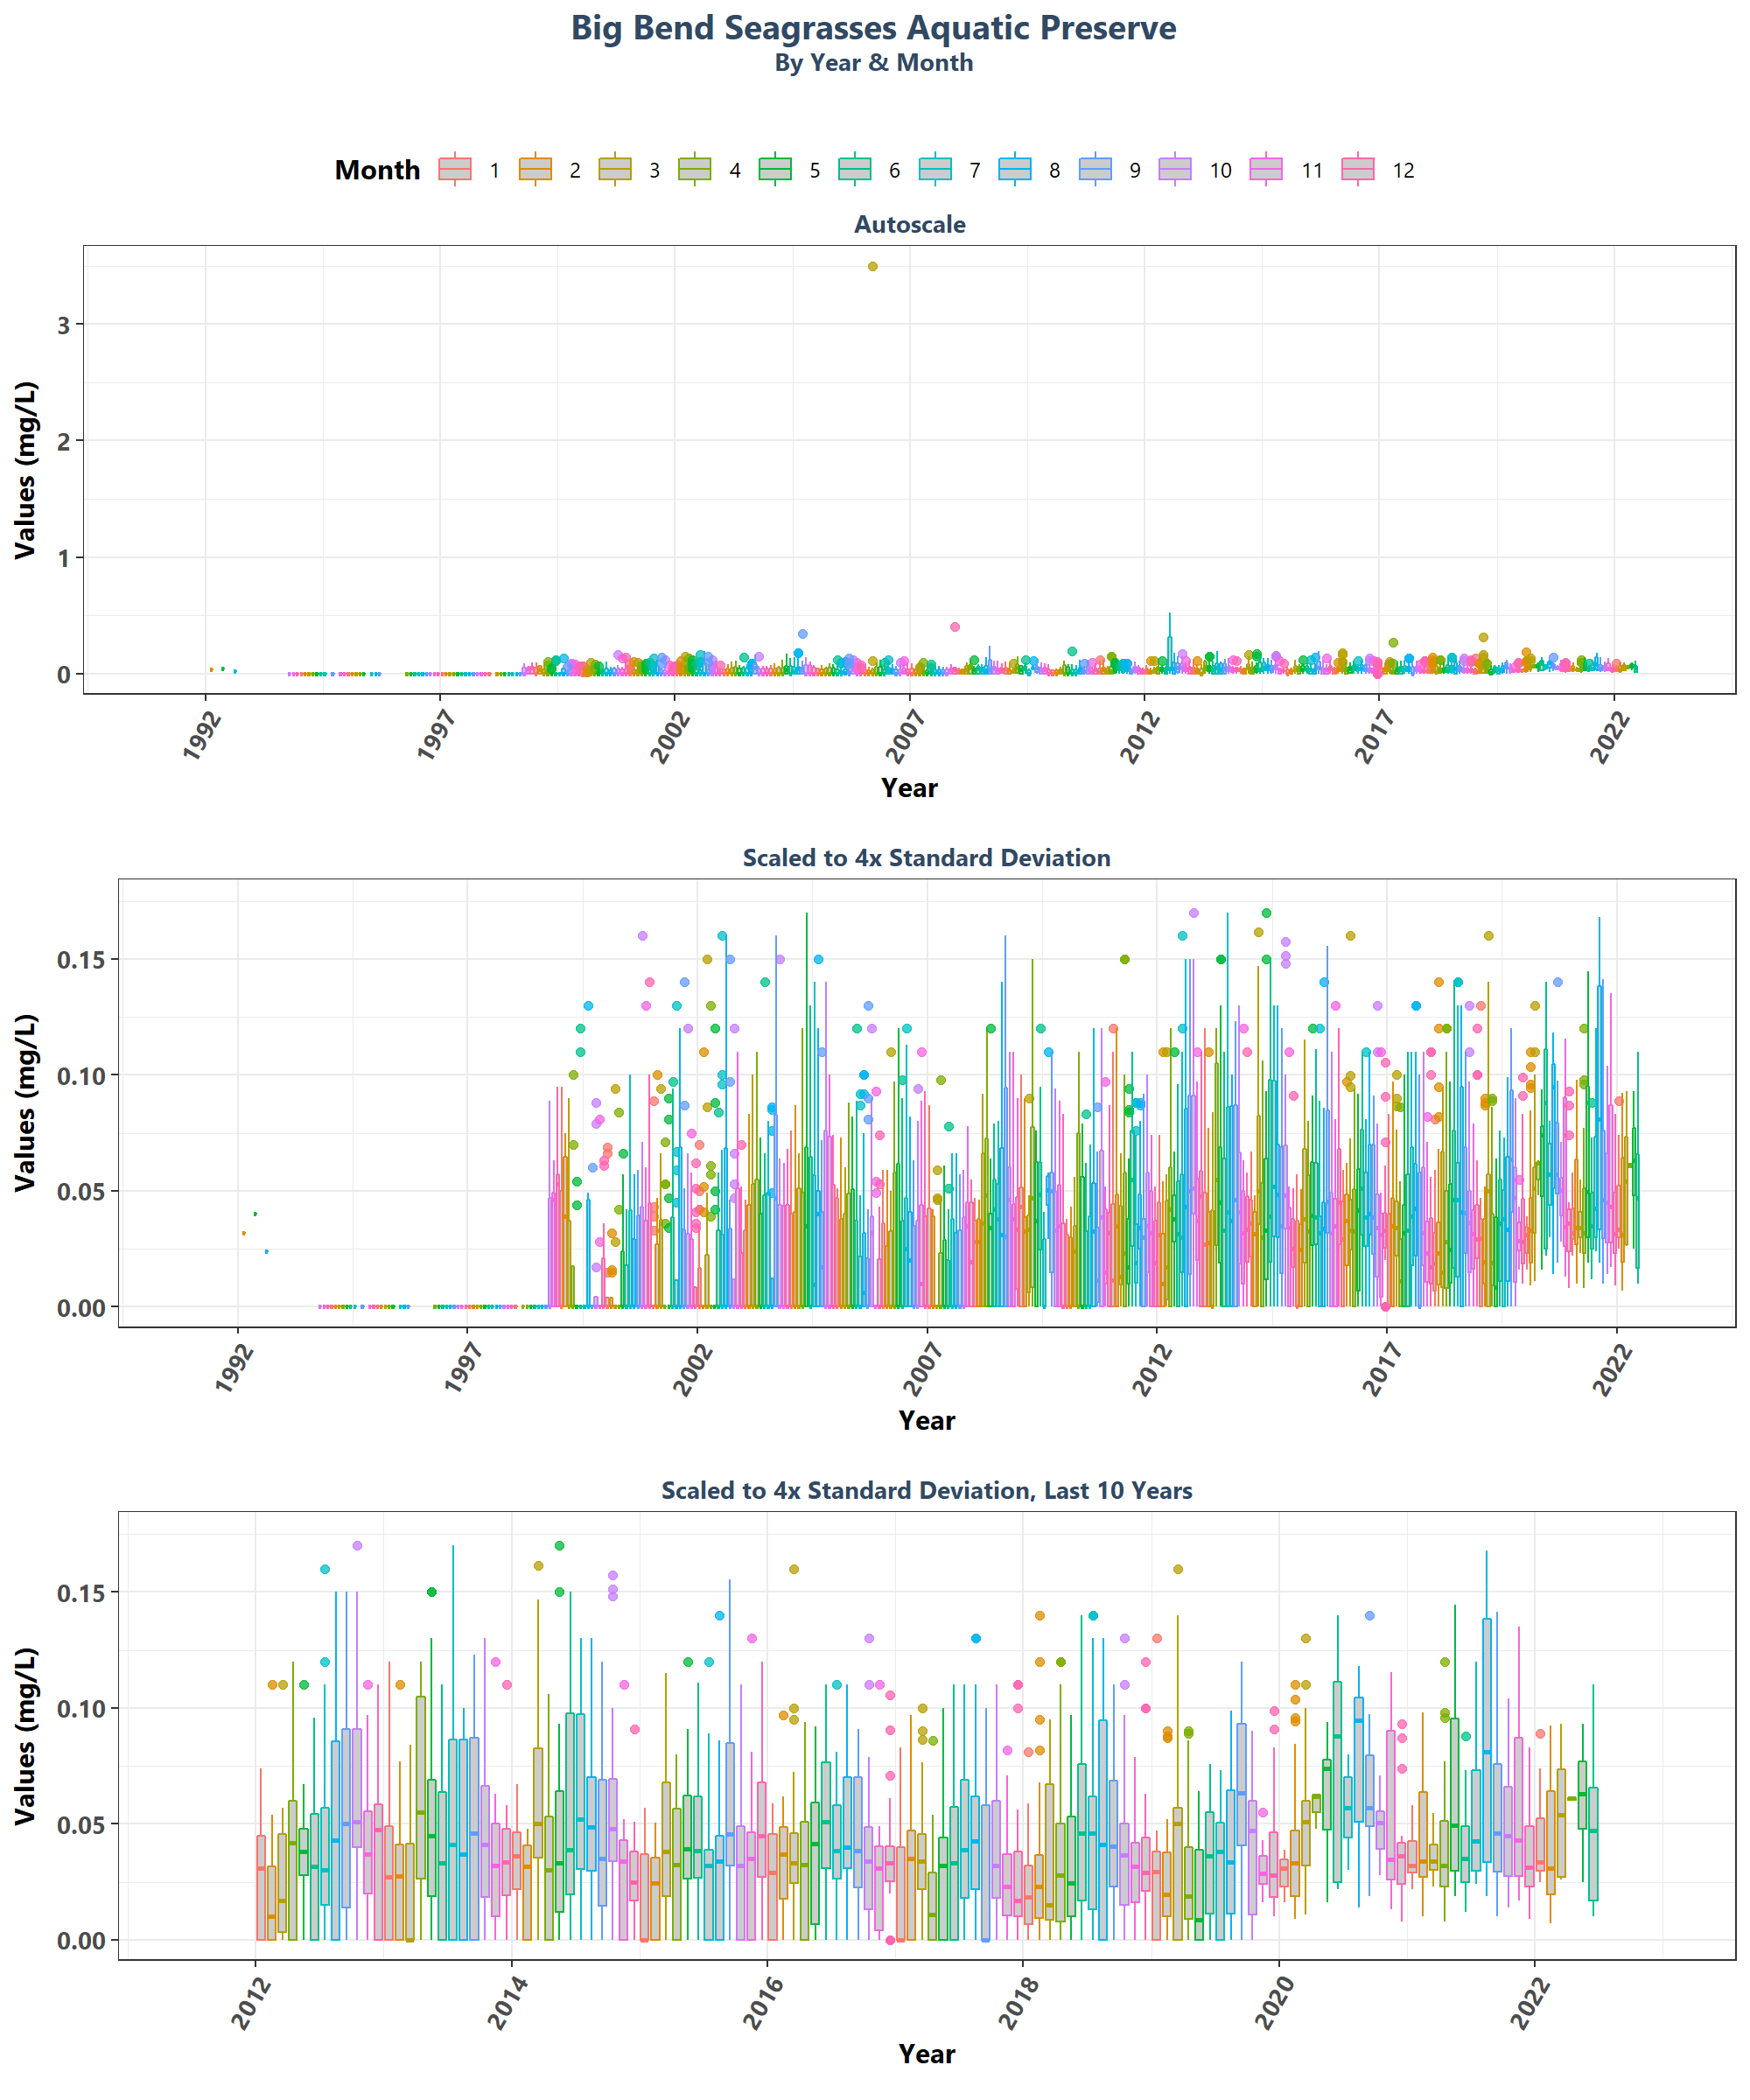 Big Bend Seagrasses Aquatic Preserve
By Year & Month
Month 1 2 3 4 5 6 7 8 9 10 11 12
Autoscale
Values (mg/L)
3
2
1
0
1992 1997 2002 2007 2012 2017 2022
Year
Scaled to 4x Standard Deviation
Values (mg/L)
0.15
0.10
0.05
0.00
1992 1997 2002 2007 2012 2017 2022
Year
Scaled to 4x Standard Deviation, Last 10 Years
Values (mg/L)
0.15
0.10
0.05
0.00
2012 2014 2016 2018 2020 2022
Year